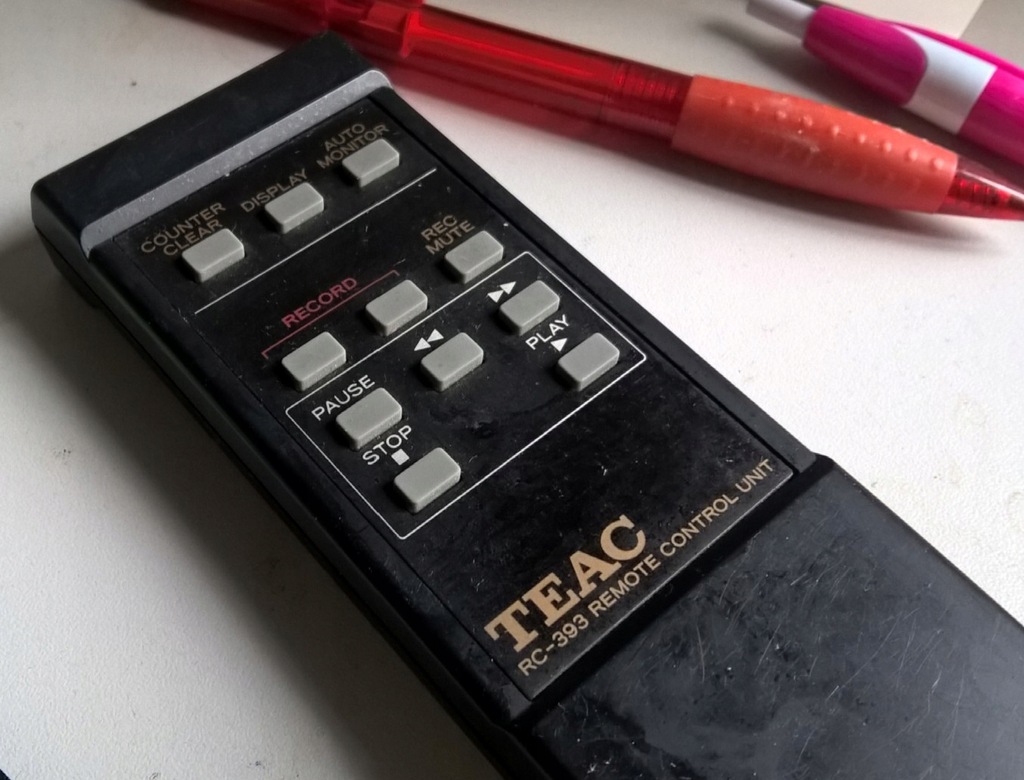 COUNTER
CLEAR
DISPLAY
AUTO
MONITOR
RECORD
REC
MUTE
PAUSE
◀◀
▶▶
STOP
■
PLAY
▶
TEAC
RC-393 REMOTE CONTROL UNIT